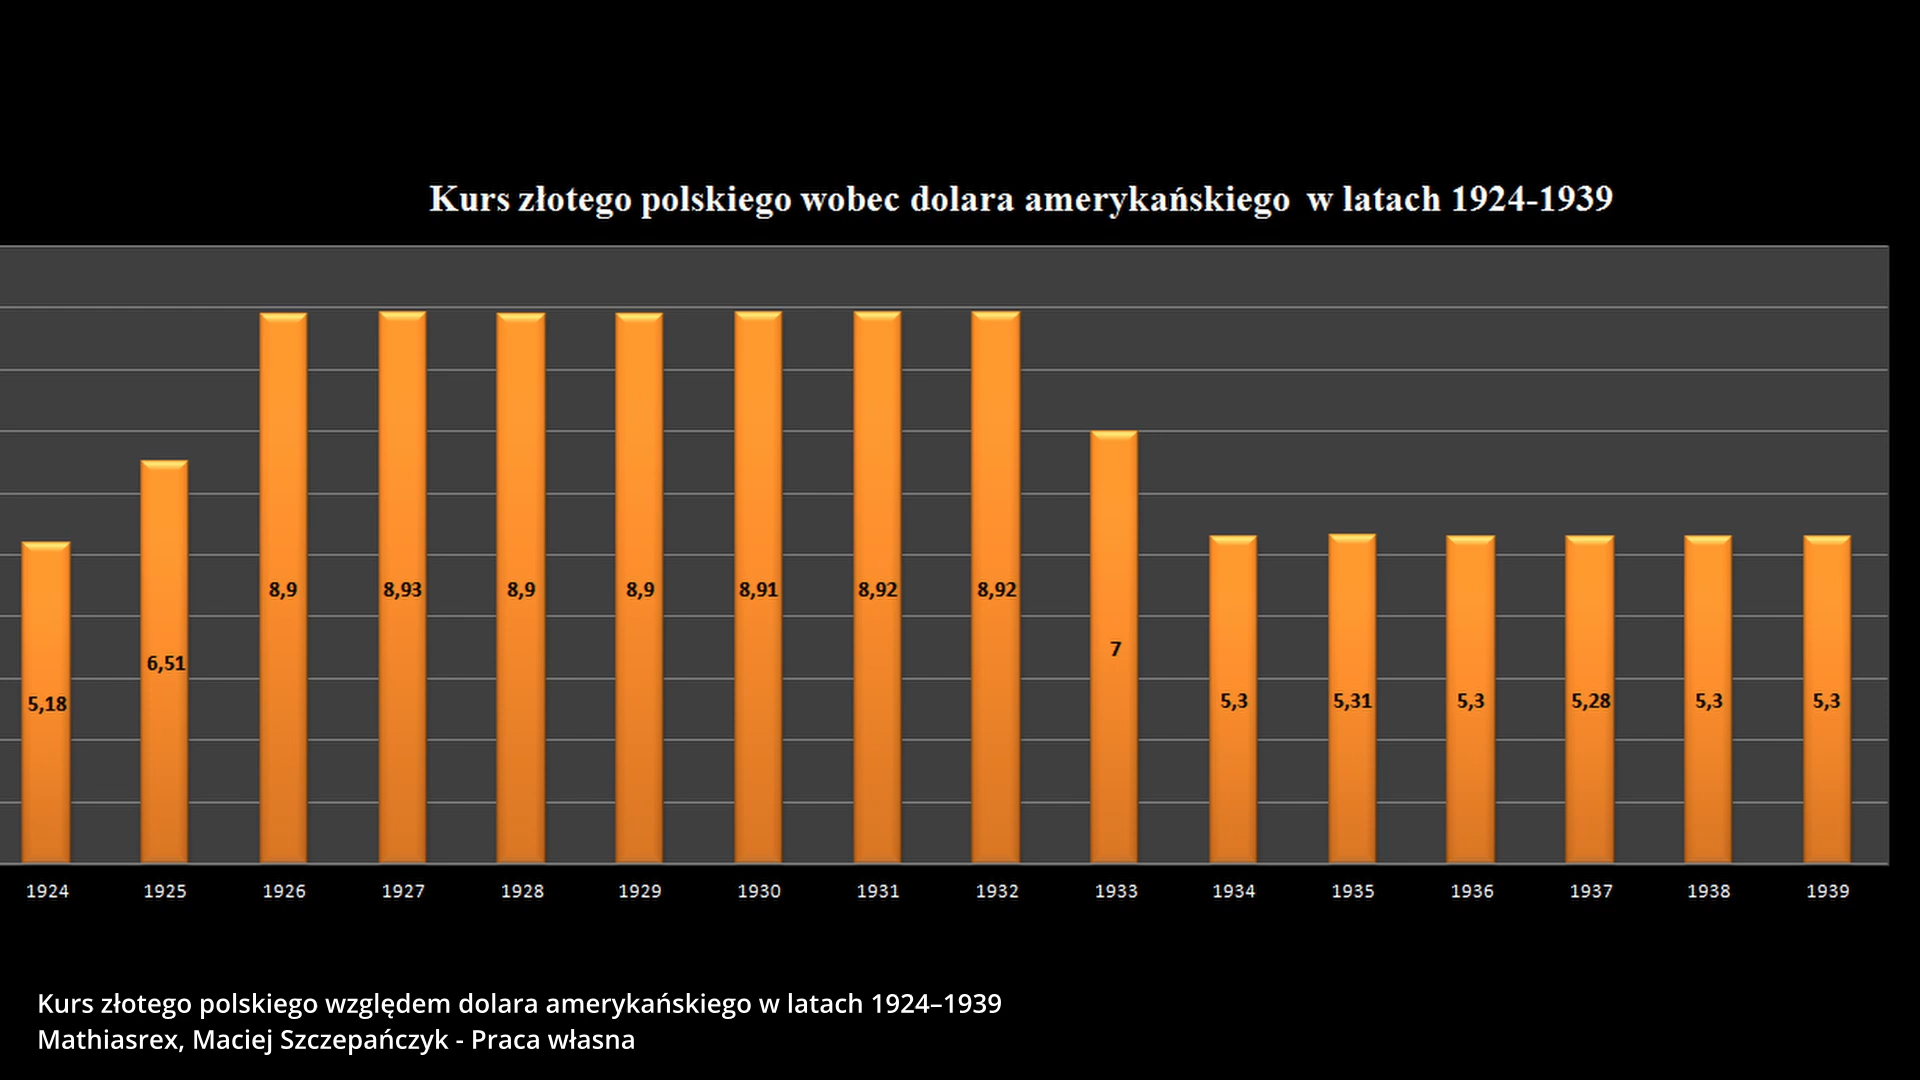 Kurs złotego polskiego wobec dolara amerykańskiego w latach 1924-1939
5,18 6,51 8,9 8,93 8,9 8,9 8,91 8,92 8,92 7 5,3 5,31 5,3 5,28 5,3 5,3
1924 1925 1926 1927 1928 1929 1930 1931 1932 1933 1934 1935 1936 1937 1938 1939
Kurs złotego polskiego względem dolara amerykańskiego w latach 1924–1939
Mathiasrex, Maciej Szczepańczyk - Praca własna